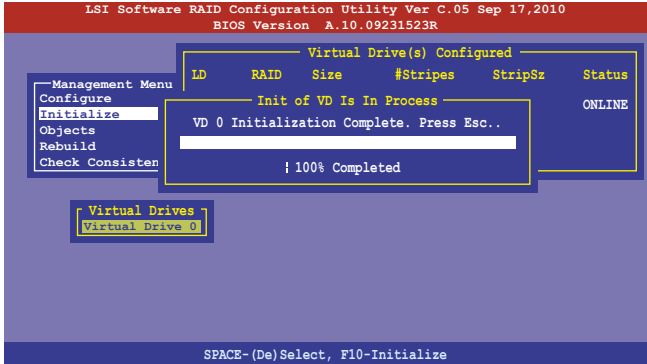 LSI Software RAID Configuration Utility Ver C.05 Sep 17,2010
BIOS Version A.10.09231523R
Virtual Drive(s) Configured
LD RAID Size #Stripes StripSz Status
ONLINE
Management Menu
Configure
Initialize
Objects
Rebuild
Check Consisten
Init of VD Is In Process
VD 0 Initialization Complete. Press Esc..
100% Completed
Virtual Drives
Virtual Drive 0
SPACE-(De)Select, F10-Initialize